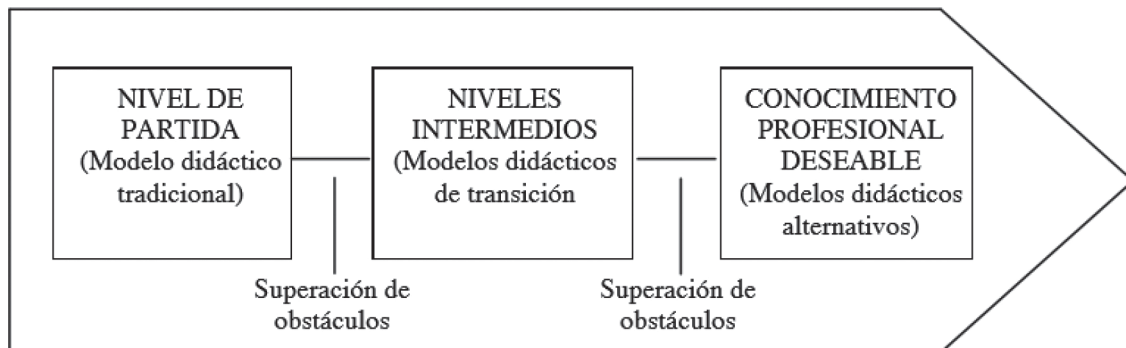 NIVEL DE
PARTIDA
(Modelo didáctico
tradicional)
NIVELES
INTERMEDIOS
(Modelos didácticos
de transición
CONOCIMIENTO
PROFESIONAL
DESEABLE
(Modelos didácticos
alternativos)
Superación de
obstáculos
Superación de
obstáculos